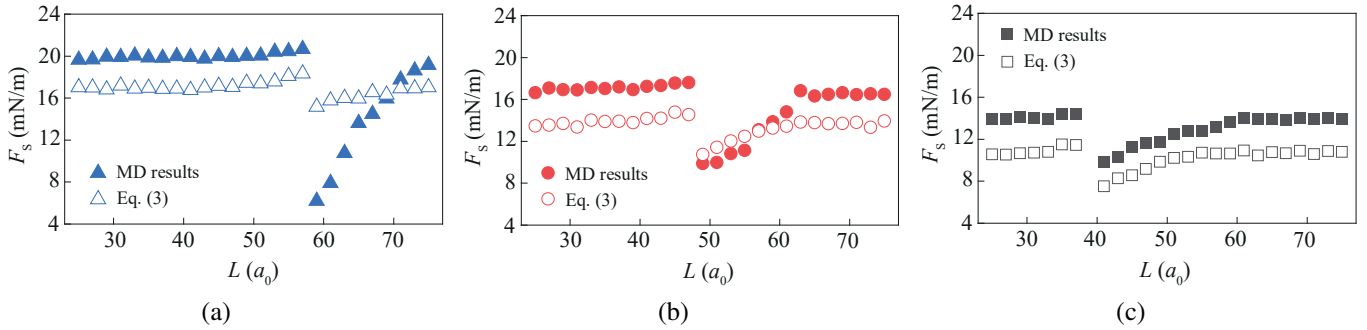 24
20
16
12
8
4
F_s (mN/m)
MD results
Eq. (3)
30 40 50 60 70
L (a_0)
(a)
24
20
16
12
8
4
F_s (mN/m)
MD results
Eq. (3)
30 40 50 60 70
L (a_0)
(b)
24
20
16
12
8
4
F_s (mN/m)
MD results
Eq. (3)
30 40 50 60 70
L (a_0)
(c)